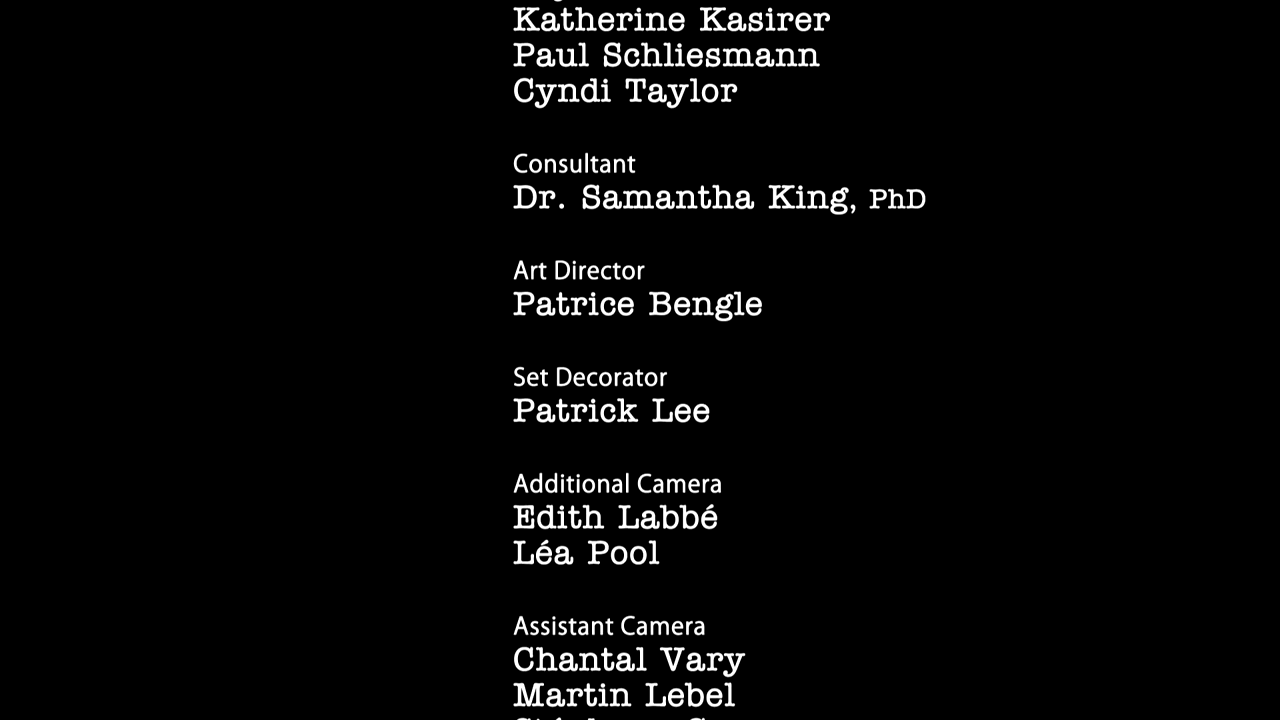 Katherine Kasirer
Paul Schliesmann
Cyndi Taylor
Consultant
Dr. Samantha King, PhD
Art Director
Patrice Bengle
Set Decorator
Patrick Lee
Additional Camera
Edith Labbé
Léa Pool
Assistant Camera
Chantal Vary
Martin Lebel